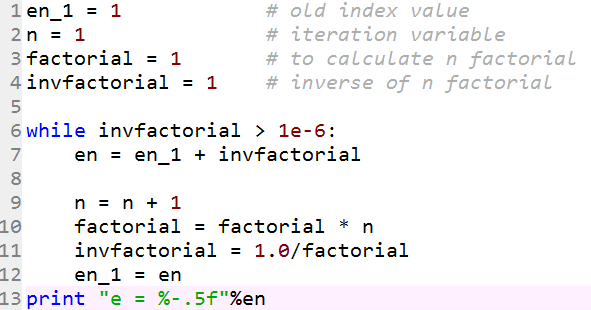 1 en_1 = 1 # old index value
2 n = 1 # iteration variable
3 factorial = 1 # to calculate n factorial
4 invfactorial = 1 # inverse of n factorial
5
6 while invfactorial > 1e-6:
7 en = en_1 + invfactorial
8
9 n = n + 1
10 factorial = factorial * n
11 invfactorial = 1.0/factorial
12 en_1 = en
13 print "e = %-.5f"%en